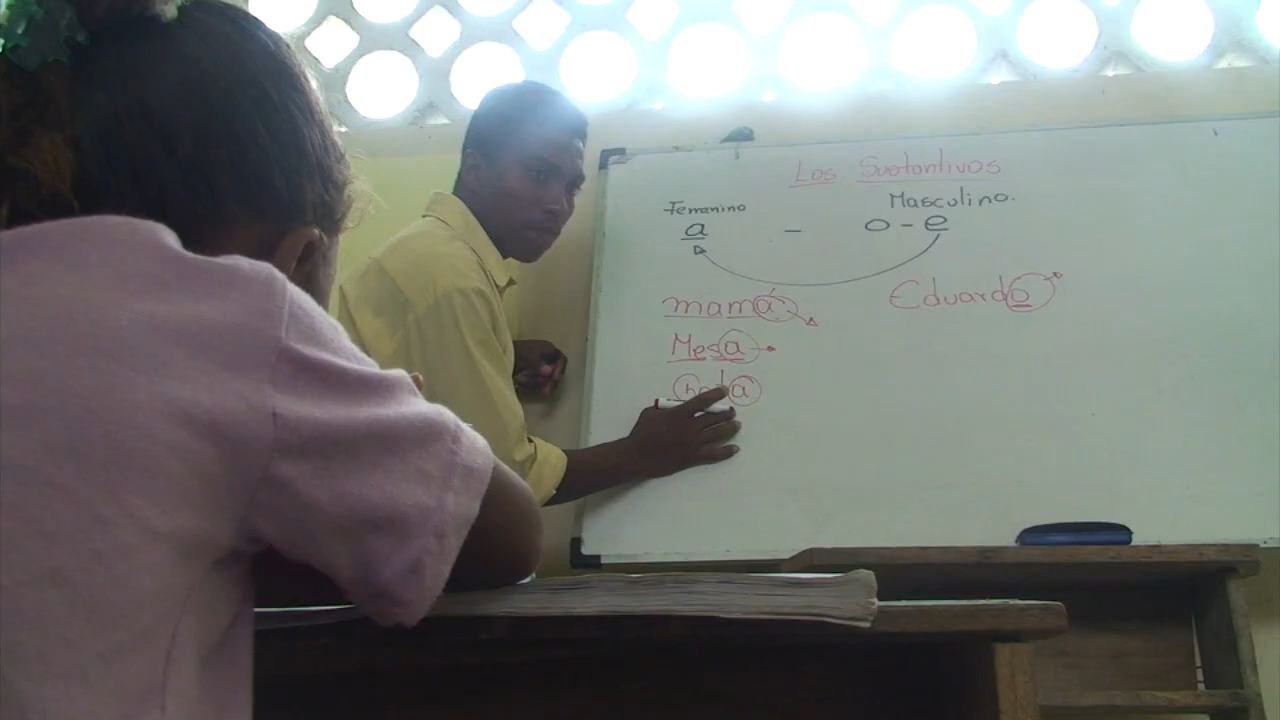 Los Sustantivos
Femenino Masculino.
a - o - e
mamá Eduardo
Mesa